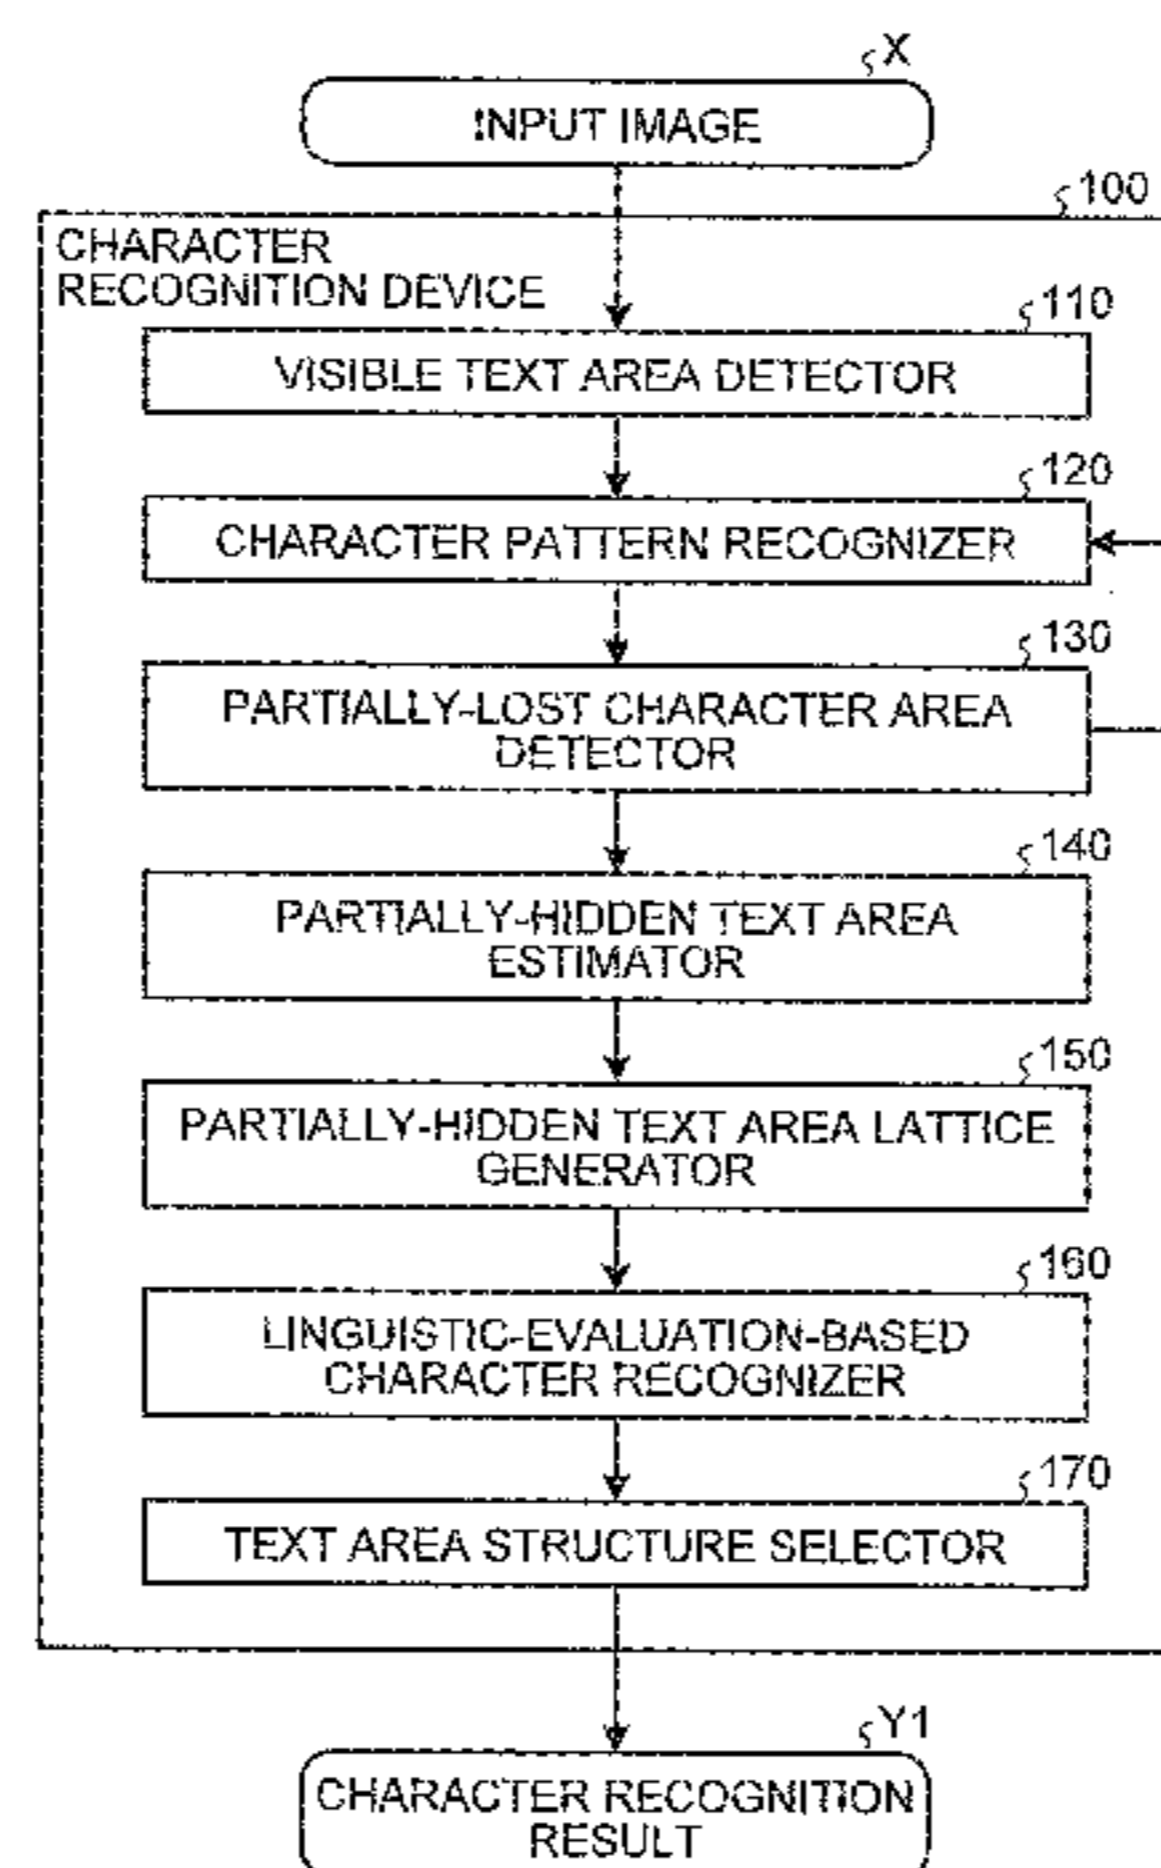 X
INPUT IMAGE
100
CHARACTER
RECOGNITION DEVICE
110
VISIBLE TEXT AREA DETECTOR
120
CHARACTER PATTERN RECOGNIZER
130
PARTIALLY-LOST CHARACTER AREA
DETECTOR
140
PARTIALLY-HIDDEN TEXT AREA
ESTIMATOR
150
PARTIALLY-HIDDEN TEXT AREA LATTICE
GENERATOR
160
LINGUISTIC-EVALUATION-BASED
CHARACTER RECOGNIZER
170
TEXT AREA STRUCTURE SELECTOR
Y1
CHARACTER RECOGNITION
RESULT